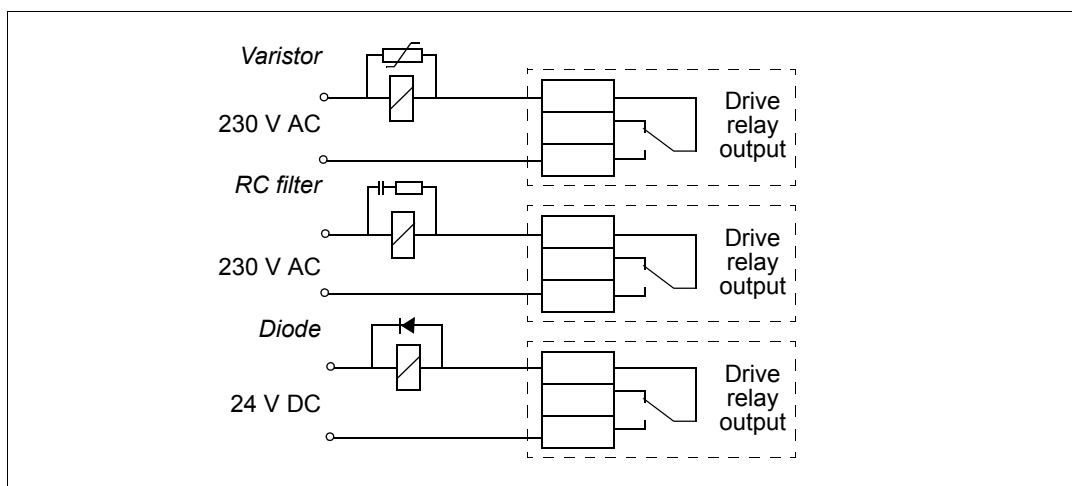 Varistor
230 V AC
Drive
relay
output
RC filter
230 V AC
Drive
relay
output
Diode
24 V DC
Drive
relay
output